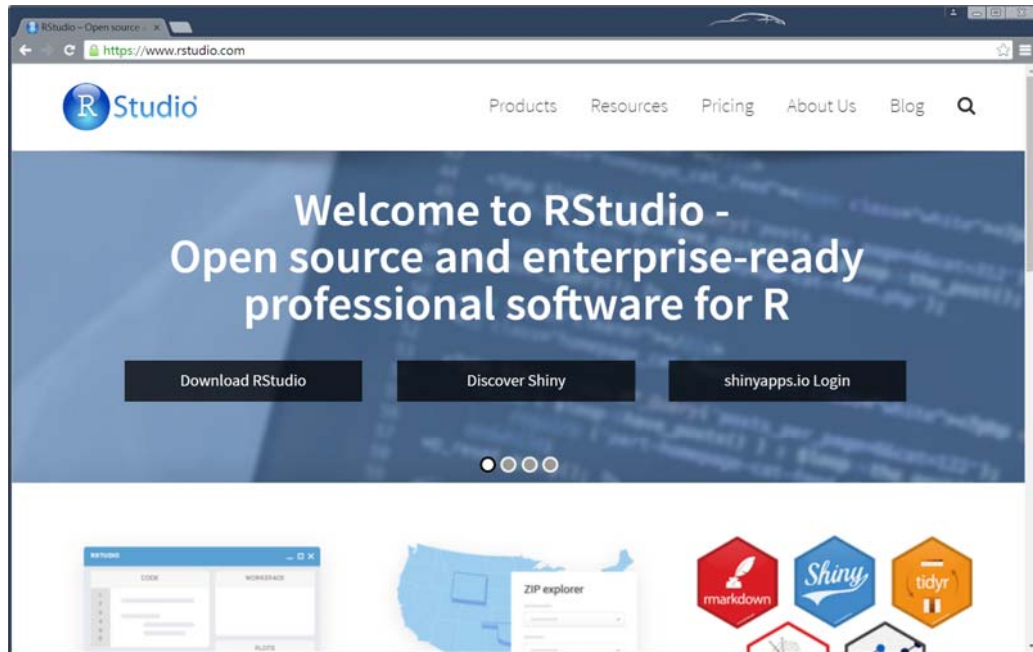 RStudio - Open source a
https://www.rstudio.com
R Studio
Products Resources Pricing About Us Blog
Welcome to RStudio -
Open source and enterprise-ready
professional software for R
Download RStudio Discover Shiny shinyapps.io Login
RSTUDIO
CODE WORKSPACE
PLOTS
ZIP explorer
rmarkdown
Shiny
tidyr